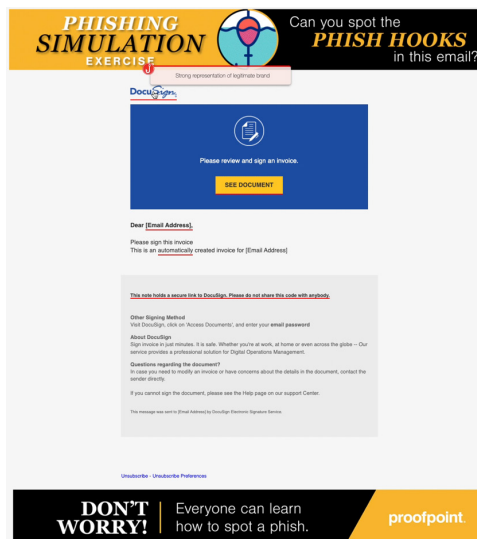 PHISHING
SIMULATION
EXERCISE
Can you spot the
PHISH HOOKS
in this email?
Strong representation of legitimate brand
DocuSign
Please review and sign an invoice.
SEE DOCUMENT
Dear [Email Address],
Please sign this invoice
This is an automatically created invoice for [Email Address]
This note holds a secure link to DocuSign. Please do not share this code with anybody.
Other Signing Method
Visit DocuSign, click on 'Access Documents', and enter your email password
About DocuSign
Sign invoice in just minutes. It is safe. Whether you're at work, at home or even across the globe – Our
service provides a professional solution for Digital Operations Management.
Questions regarding the document?
In case you need to modify an invoice or have concerns about the details in the document, contact the
sender directly.
If you cannot sign the document, please see the Help page on our support Center.
This message was sent to [Email Address] by DocuSign Electronic Signature Service.
Unsubscribe - Unsubscribe Preferences
DON'T
WORRY!
Everyone can learn
how to spot a phish.
proofpoint.